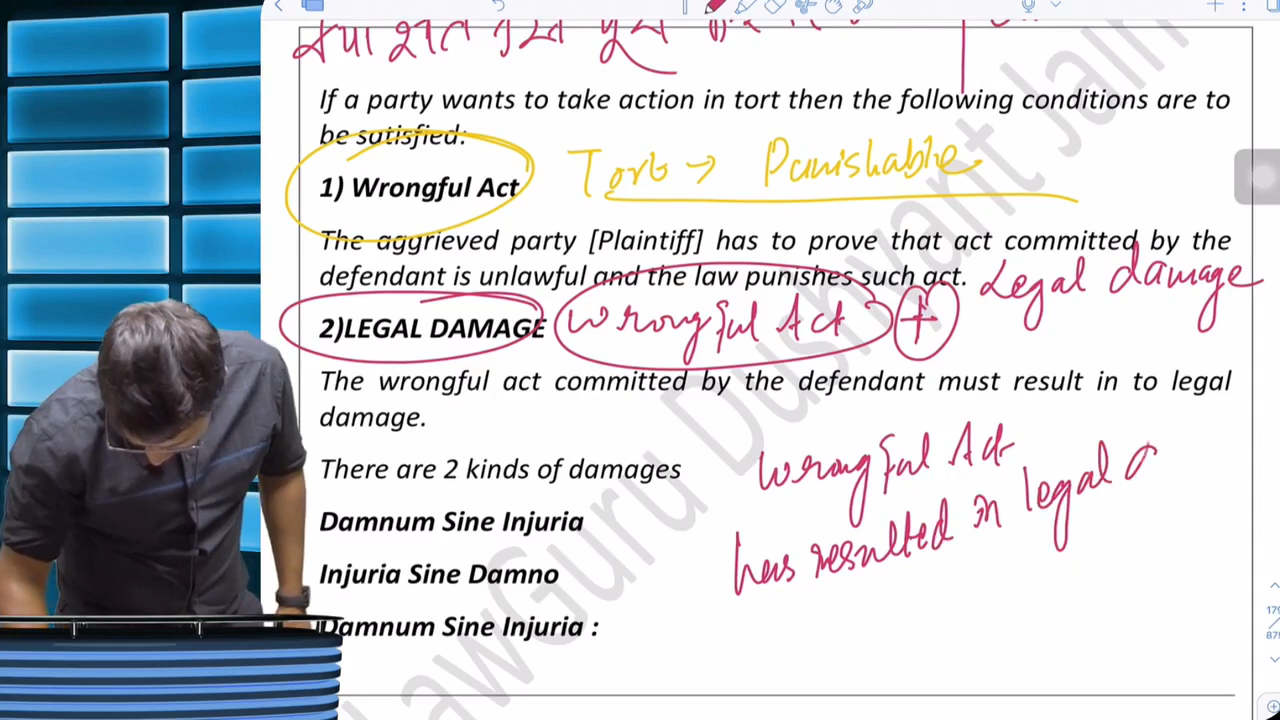 If a party wants to take action in tort then the following conditions are to
be satisfied:
Tort → Punishable
1) Wrongful Act
The aggrieved party [Plaintiff] has to prove that act committed by the
defendant is unlawful and the law punishes such act.
Legal damage
2)LEGAL DAMAGE
Wrongful Act +
The wrongful act committed by the defendant must result in to legal
damage.
Wrongful Act
There are 2 kinds of damages
has resulted in legal
Damnum Sine Injuria
Injuria Sine Damno
Damnum Sine Injuria :
LawGuru Dushyant Jain
179